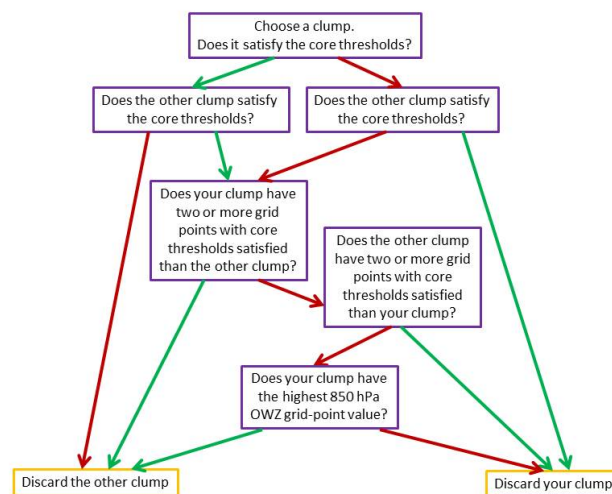 Choose a clump.
Does it satisfy the core thresholds?
Does the other clump satisfy
the core thresholds?
Does the other clump satisfy
the core thresholds?
Does your clump have
two or more grid
points with core
thresholds satisfied
than the other clump?
Does the other clump
have two or more grid
points with core
thresholds satisfied
than your clump?
Does your clump have
the highest 850 hPa
OWZ grid-point value?
Discard the other clump
Discard your clump